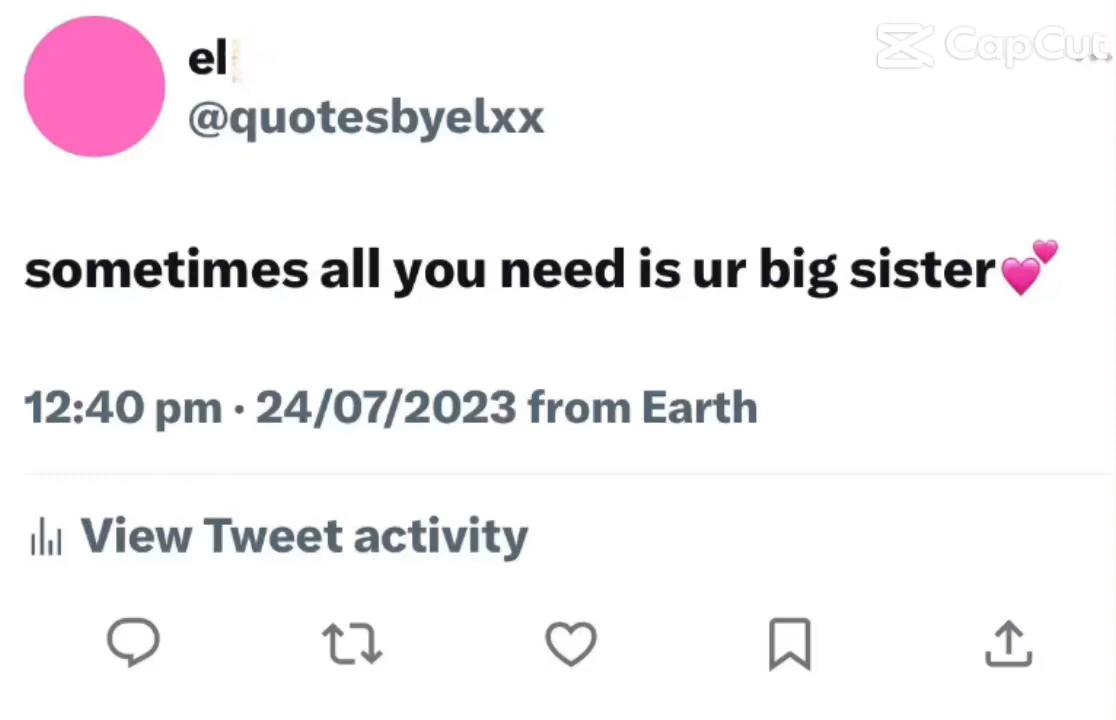 el
CapCut
@quotesbyelxx
sometimes all you need is ur big sister💕
12:40 pm · 24/07/2023 from Earth
View Tweet activity